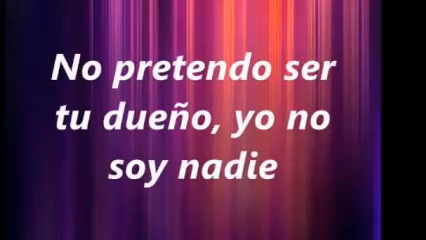 No pretendo ser
tu dueño, yo no
soy nadie